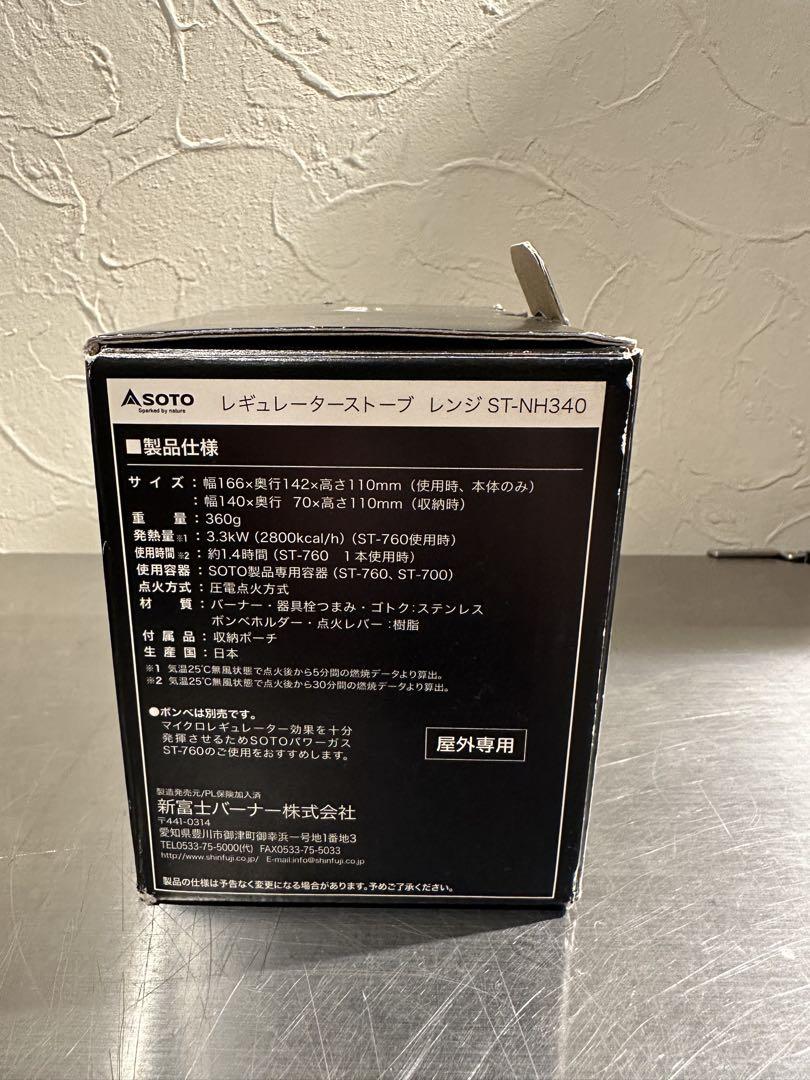 SOTO
Sparked by nature
レギュレーターストーブ レンジ ST-NH340
■製品仕様
サイズ：幅166×奥行142×高さ110mm（使用時、本体のみ）
：幅140×奥行 70×高さ110mm（収納時）
重量：360g
発熱量※1：3.3kW（2800kcal/h）（ST-760使用時）
使用時間※2：約1.4時間（ST-760 1本使用時）
使用容器：SOTO製品専用容器（ST-760、ST-700）
点火方式：圧電点火方式
材質：バーナー・器具栓つまみ・ゴトク：ステンレス
ボンベホルダー・点火レバー：樹脂
付属品：収納ポーチ
生産国：日本
※1 気温25℃無風状態で点火後から5分間の燃焼データより算出。
※2 気温25℃無風状態で点火後から30分間の燃焼データより算出。
●ボンベは別売です。
マイクロレギュレーター効果を十分
発揮させるためSOTOパワーガス
ST-760のご使用をおすすめします。
屋外専用
製造発売元/PL保険加入済
新富士バーナー株式会社
〒441-0314
愛知県豊川市御津町御幸浜一号地1番地3
TEL0533-75-5000(代) FAX0533-75-5033
http://www.shinfuji.co.jp/ E-mail:info@shinfuji.co.jp
製品の仕様は予告なく変更になる場合があります。予めご了承ください。